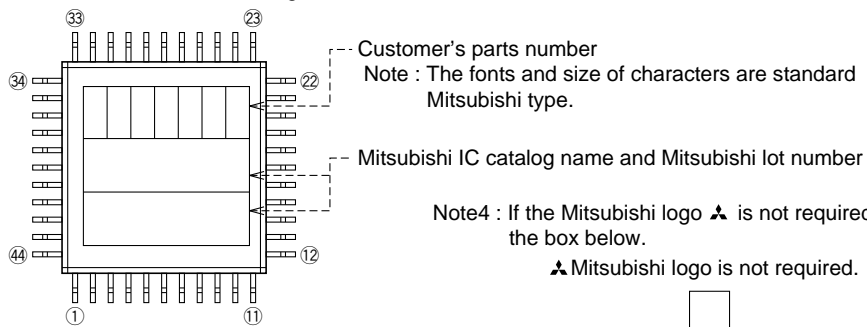 33 23
34 22
44 12
1 11
Customer’s parts number
Note : The fonts and size of characters are standard
Mitsubishi type.
Mitsubishi IC catalog name and Mitsubishi lot number
Note4 : If the Mitsubishi logo is not required
the box below.
Mitsubishi logo is not required.